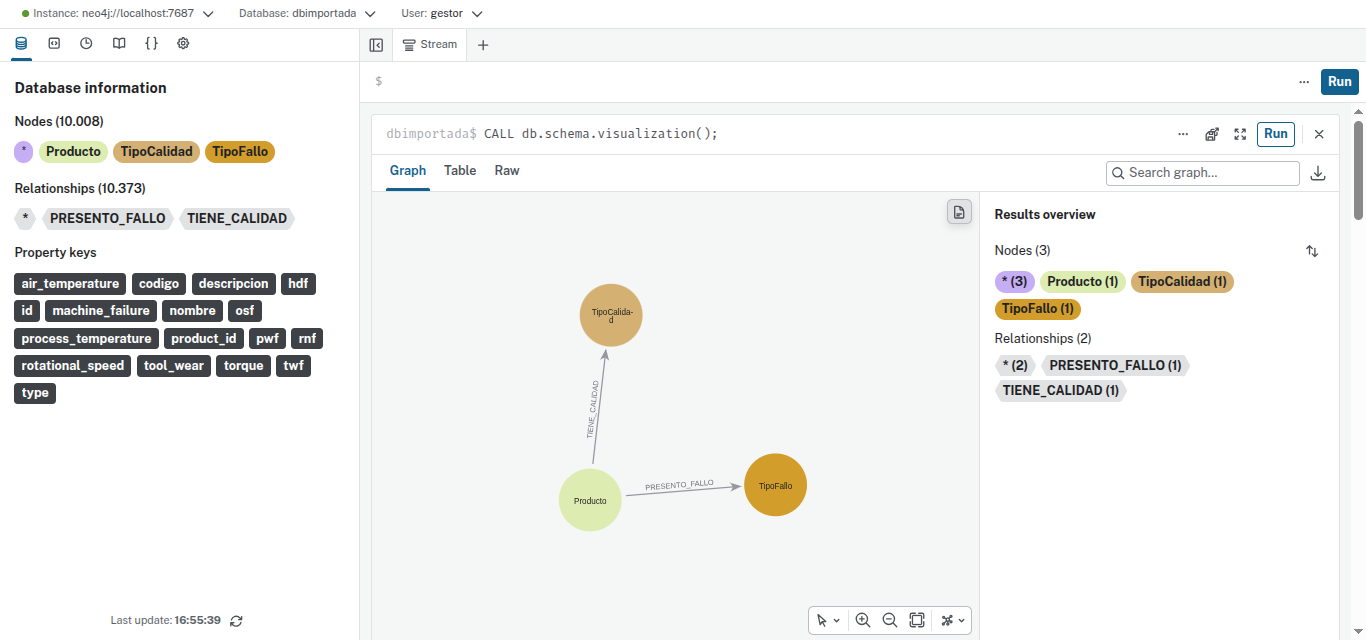 Instance: neo4j://localhost:7687 Database: dbimportada User: gestor
Stream
Database information
Nodes (10.008)
* Producto TipoCalidad TipoFallo
Relationships (10.373)
* PRESENTO_FALLO TIENE_CALIDAD
Property keys
air_temperature codigo descripcion hdf
id machine_failure nombre osf
process_temperature product_id pwf rnf
rotational_speed tool_wear torque twf
type
Last update: 16:55:39
$ Run
dbimportada$ CALL db.schema.visualization(); Run
Graph Table Raw
Search graph...
TipoCalida-
d
TIENE_CALIDAD
Producto
PRESENTO_FALLO
TipoFallo
Results overview
Nodes (3)
* (3) Producto (1) TipoCalidad (1)
TipoFallo (1)
Relationships (2)
* (2) PRESENTO_FALLO (1)
TIENE_CALIDAD (1)